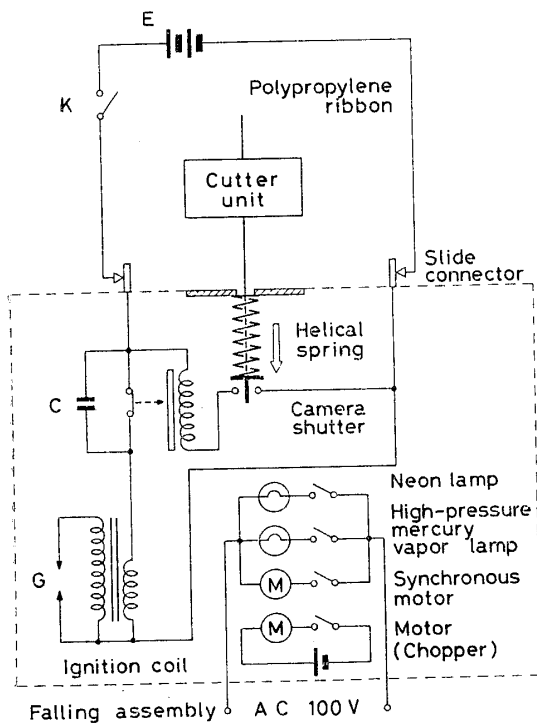 E
K
Polypropylene
ribbon
Cutter
unit
Slide
connector
Helical
spring
C
Camera
shutter
Neon lamp
High-pressure
mercury
vapor lamp
G
M
Synchronous
motor
M
Motor
(Chopper)
Ignition coil
Falling assembly
AC 100 V